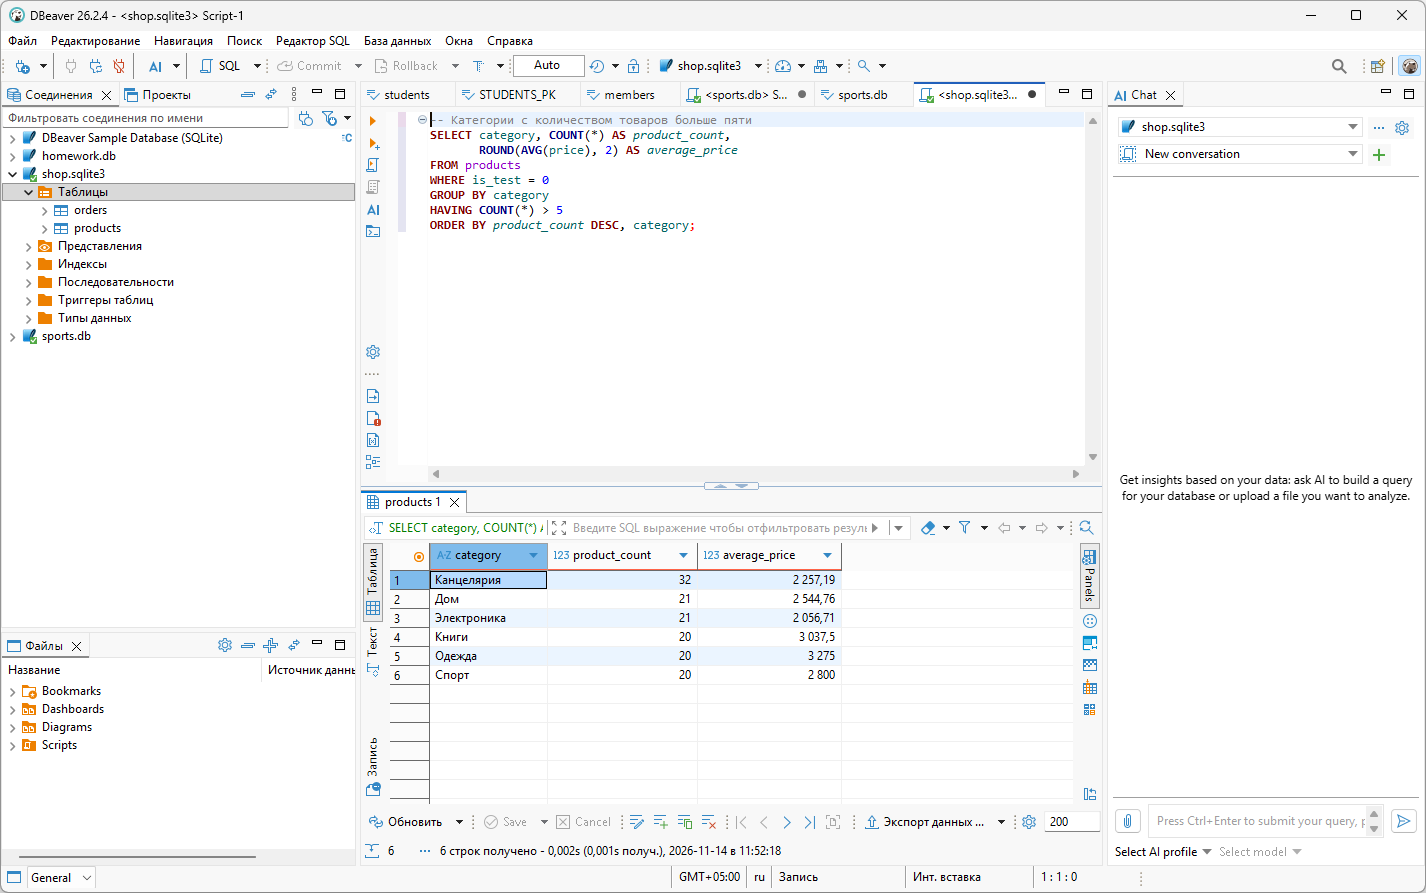 DBeaver 26.2.4 - <shop.sqlite3> Script-1
Файл Редактирование Навигация Поиск Редактор SQL База данных Окна Справка
AI SQL Commit Rollback Auto shop.sqlite3
Соединения Проекты
Фильтровать соединения по имени
DBeaver Sample Database (SQLite)
homework.db
shop.sqlite3
Таблицы
orders
products
Представления
Индексы
Последовательности
Триггеры таблиц
Типы данных
sports.db
Файлы
Название Источник данн
Bookmarks
Dashboards
Diagrams
Scripts
students STUDENTS_PK members <sports.db> S... sports.db <shop.sqlite3...
-- Категории с количеством товаров больше пяти
SELECT category, COUNT(*) AS product_count,
ROUND(AVG(price), 2) AS average_price
FROM products
WHERE is_test = 0
GROUP BY category
HAVING COUNT(*) > 5
ORDER BY product_count DESC, category;
AI
products 1
SELECT category, COUNT(*) A Введите SQL выражение чтобы отфильтровать резуль
Таблица
Текст
Запись
A-Z category 123 product_count 123 average_price
1 Канцелярия 32 2 257,19
2 Дом 21 2 544,76
3 Электроника 21 2 056,71
4 Книги 20 3 037,5
5 Одежда 20 3 275
6 Спорт 20 2 800
Panels
Обновить Save Cancel Экспорт данных ... 200
6 6 строк получено - 0,002s (0,001s получ.), 2026-11-14 в 11:52:18
AI Chat
shop.sqlite3
New conversation
Get insights based on your data: ask AI to build a query
for your database or upload a file you want to analyze.
Press Ctrl+Enter to submit your query, p
Select AI profile Select model
General GMT+05:00 ru Запись Инт. вставка 1 : 1 : 0